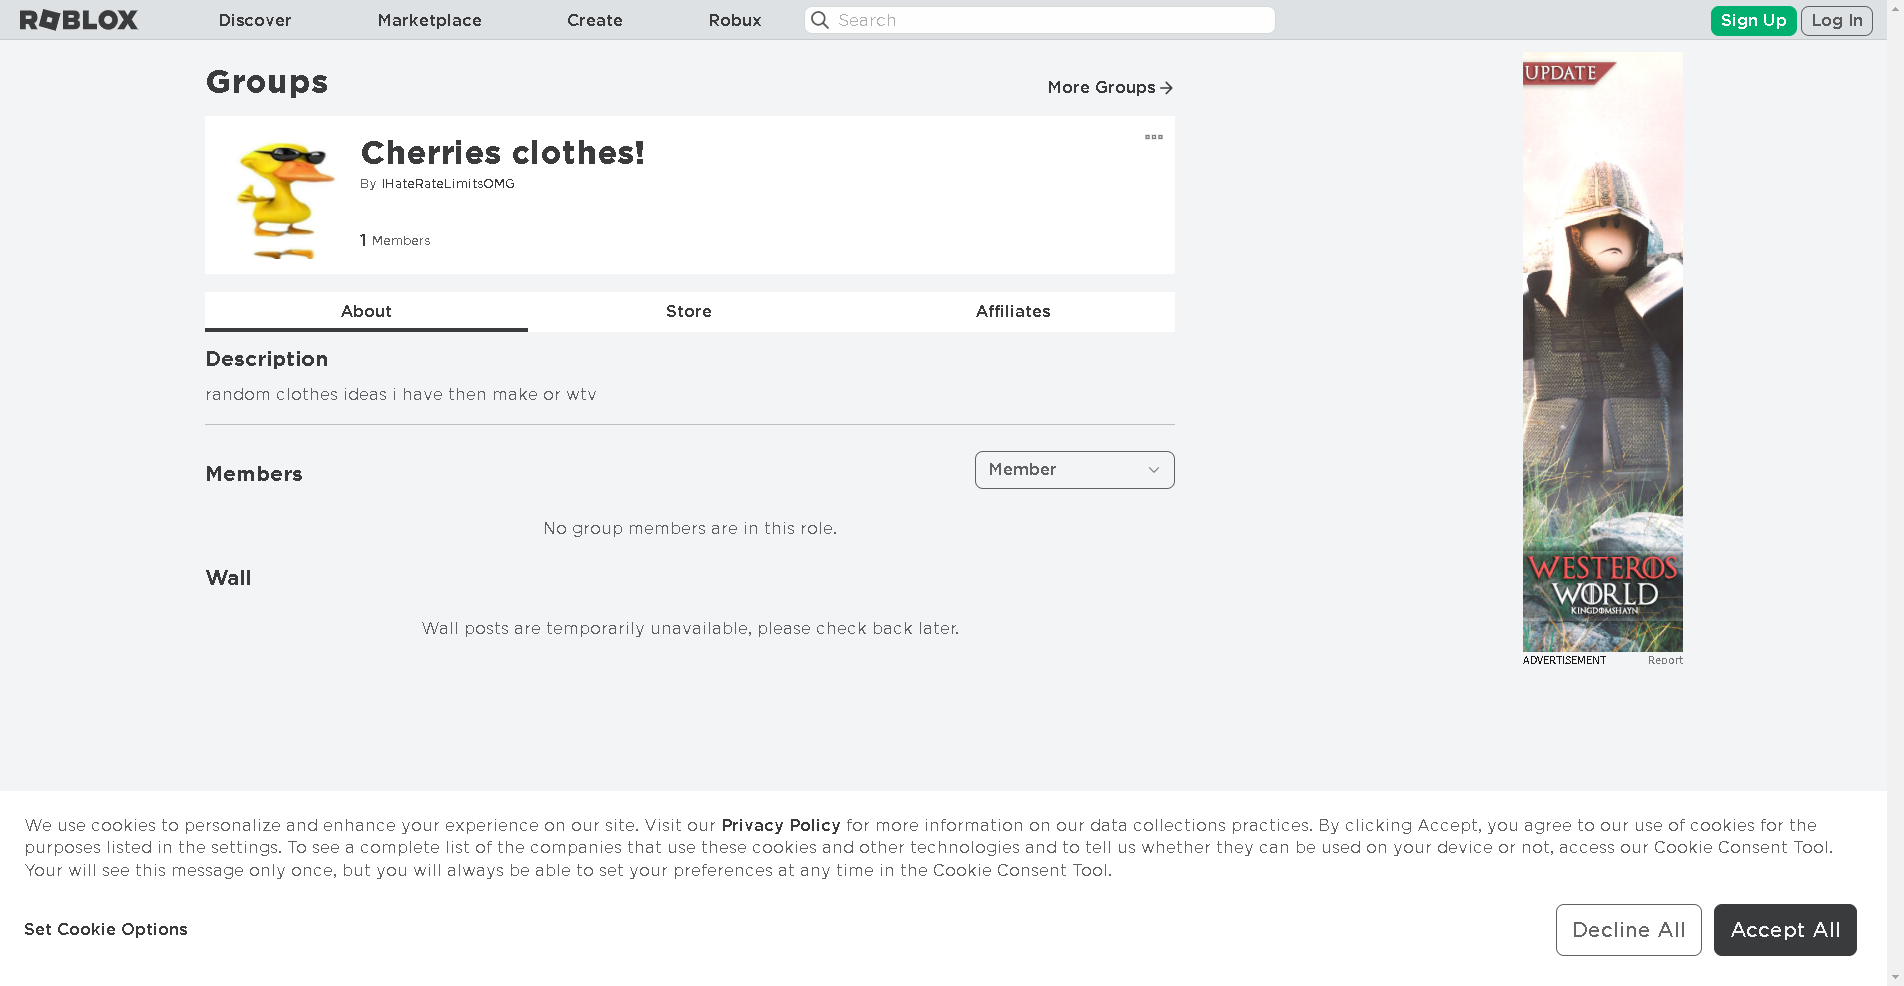 ROBLOX
Discover
Marketplace
Create
Robux
Search
Sign Up
Log In
Groups
More Groups
Cherries clothes!
By IHateRateLimitsOMG
1 Members
About
Store
Affiliates
Description
random clothes ideas i have then make or wtv
Members
Member
No group members are in this role.
Wall
Wall posts are temporarily unavailable, please check back later.
UPDATE
WESTEROS
WORLD
KINGDOMSHAYN
ADVERTISEMENT
Report
We use cookies to personalize and enhance your experience on our site. Visit our Privacy Policy for more information on our data collections practices. By clicking Accept, you agree to our use of cookies for the
purposes listed in the settings. To see a complete list of the companies that use these cookies and other technologies and to tell us whether they can be used on your device or not, access our Cookie Consent Tool.
Your will see this message only once, but you will always be able to set your preferences at any time in the Cookie Consent Tool.
Set Cookie Options
Decline All
Accept All